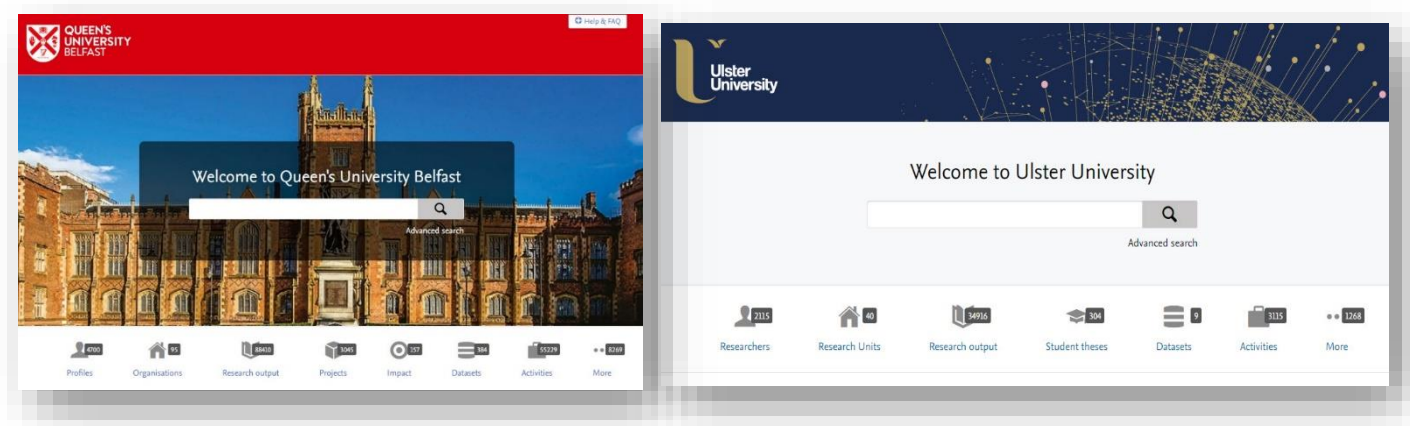 Help & FAQ
QUEEN'S
UNIVERSITY
BELFAST
Welcome to Queen's University Belfast
Advanced search
4700 95 88410 3045 157 384 55229 8269
Profiles Organisations Research output Projects Impact Datasets Activities More
Ulster
University
Welcome to Ulster University
Advanced search
2115 40 34916 304 9 3115 1268
Researchers Research Units Research output Student theses Datasets Activities More